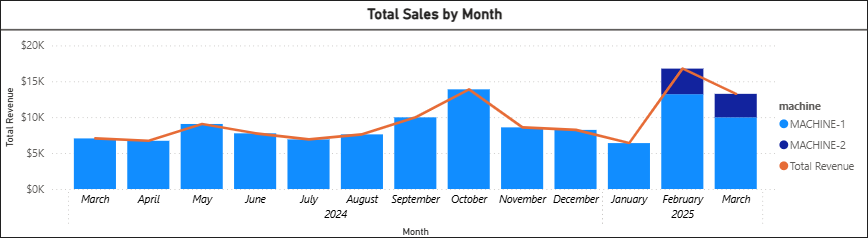 Total Sales by Month
$20K
$15K
$10K
$5K
$0K
Total Revenue
March April May June July August September October November December January February March
2024 2025
Month
machine
MACHINE-1
MACHINE-2
Total Revenue